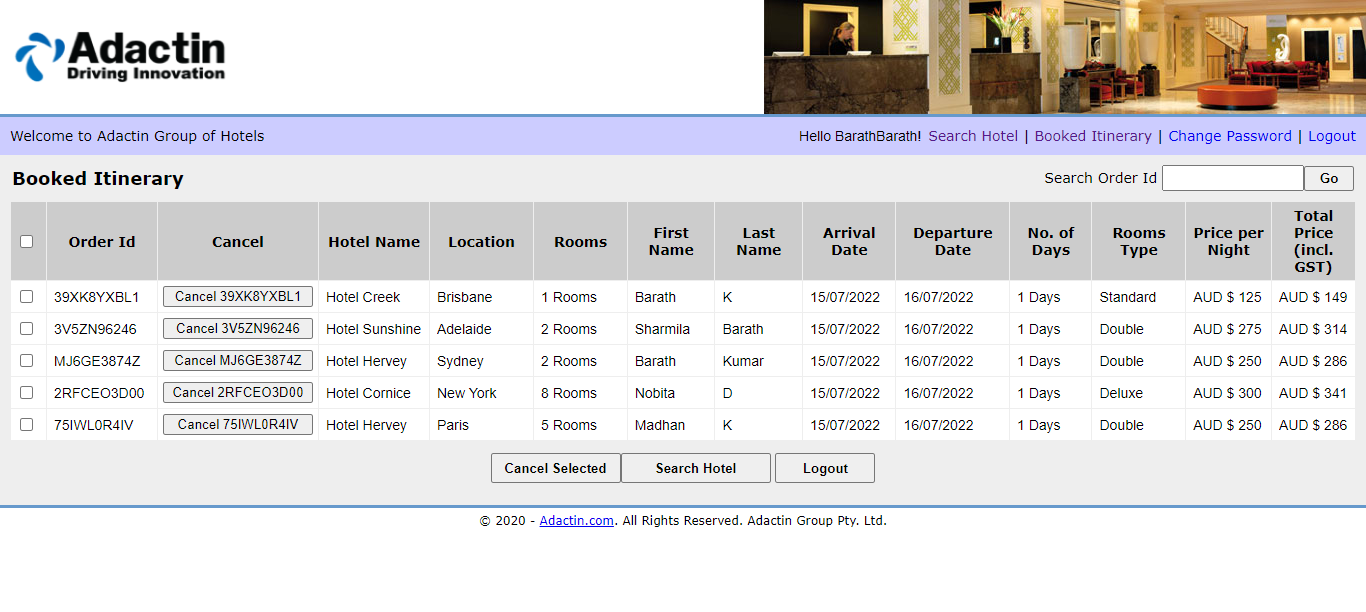 Adactin
Driving Innovation
Welcome to Adactin Group of Hotels
Hello BarathBarath! Search Hotel | Booked Itinerary | Change Password | Logout
Booked Itinerary
Search Order Id Go
Order Id Cancel Hotel Name Location Rooms First Name Last Name Arrival Date Departure Date No. of Days Rooms Type Price per Night Total Price (incl. GST)
39XK8YXBL1 Cancel 39XK8YXBL1 Hotel Creek Brisbane 1 Rooms Barath K 15/07/2022 16/07/2022 1 Days Standard AUD $ 125 AUD $ 149
3V5ZN96246 Cancel 3V5ZN96246 Hotel Sunshine Adelaide 2 Rooms Sharmila Barath 15/07/2022 16/07/2022 1 Days Double AUD $ 275 AUD $ 314
MJ6GE3874Z Cancel MJ6GE3874Z Hotel Hervey Sydney 2 Rooms Barath Kumar 15/07/2022 16/07/2022 1 Days Double AUD $ 250 AUD $ 286
2RFCEO3D00 Cancel 2RFCEO3D00 Hotel Cornice New York 8 Rooms Nobita D 15/07/2022 16/07/2022 1 Days Deluxe AUD $ 300 AUD $ 341
75IWL0R4IV Cancel 75IWL0R4IV Hotel Hervey Paris 5 Rooms Madhan K 15/07/2022 16/07/2022 1 Days Double AUD $ 250 AUD $ 286
Cancel Selected Search Hotel Logout
© 2020 - Adactin.com. All Rights Reserved. Adactin Group Pty. Ltd.